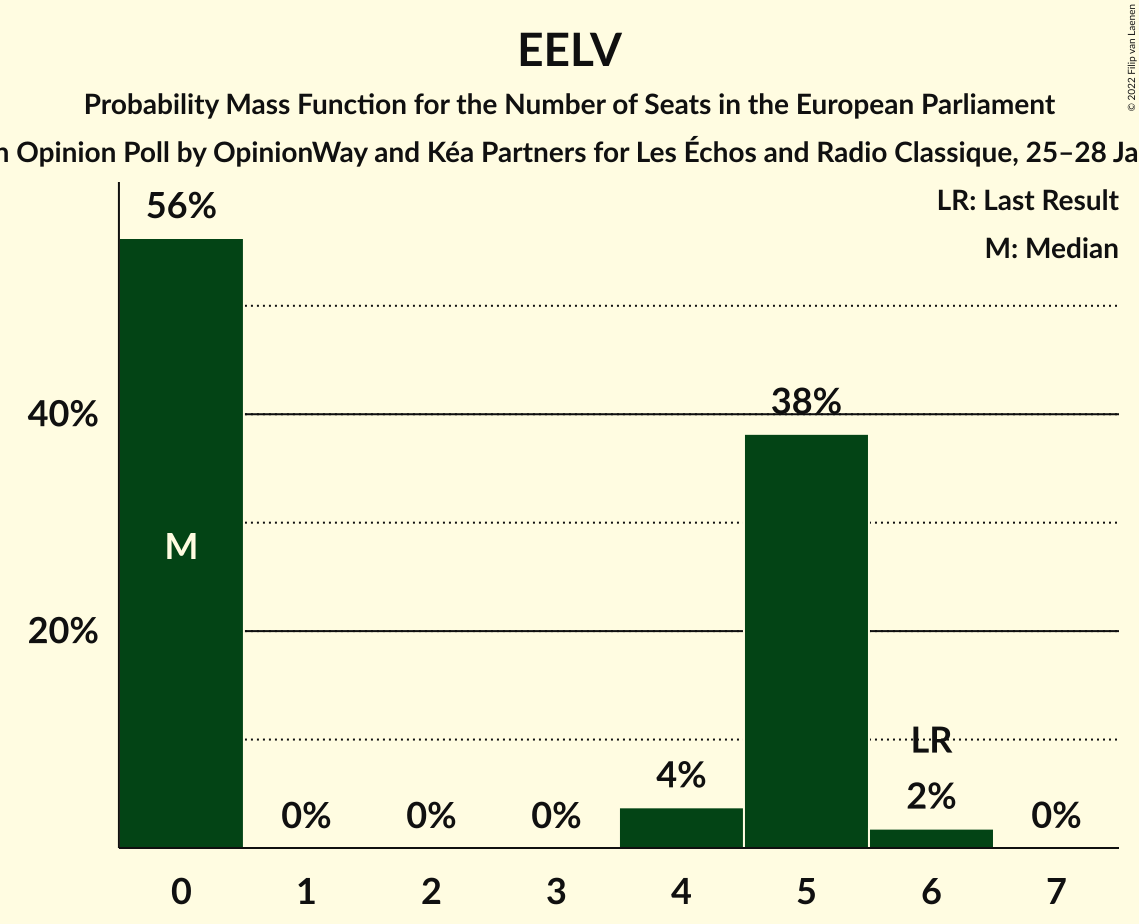 EELV
Probability Mass Function for the Number of Seats in the European Parliament
Opinion Poll by OpinionWay and Kéa Partners for Les Échos and Radio Classique, 25–28
LR: Last Result
M: Median
© 2022 Filip van Laenen
56%
40%
38%
M
20%
LR
4%
2%
0%
0%
0%
0%
0 1 2 3 4 5 6 7